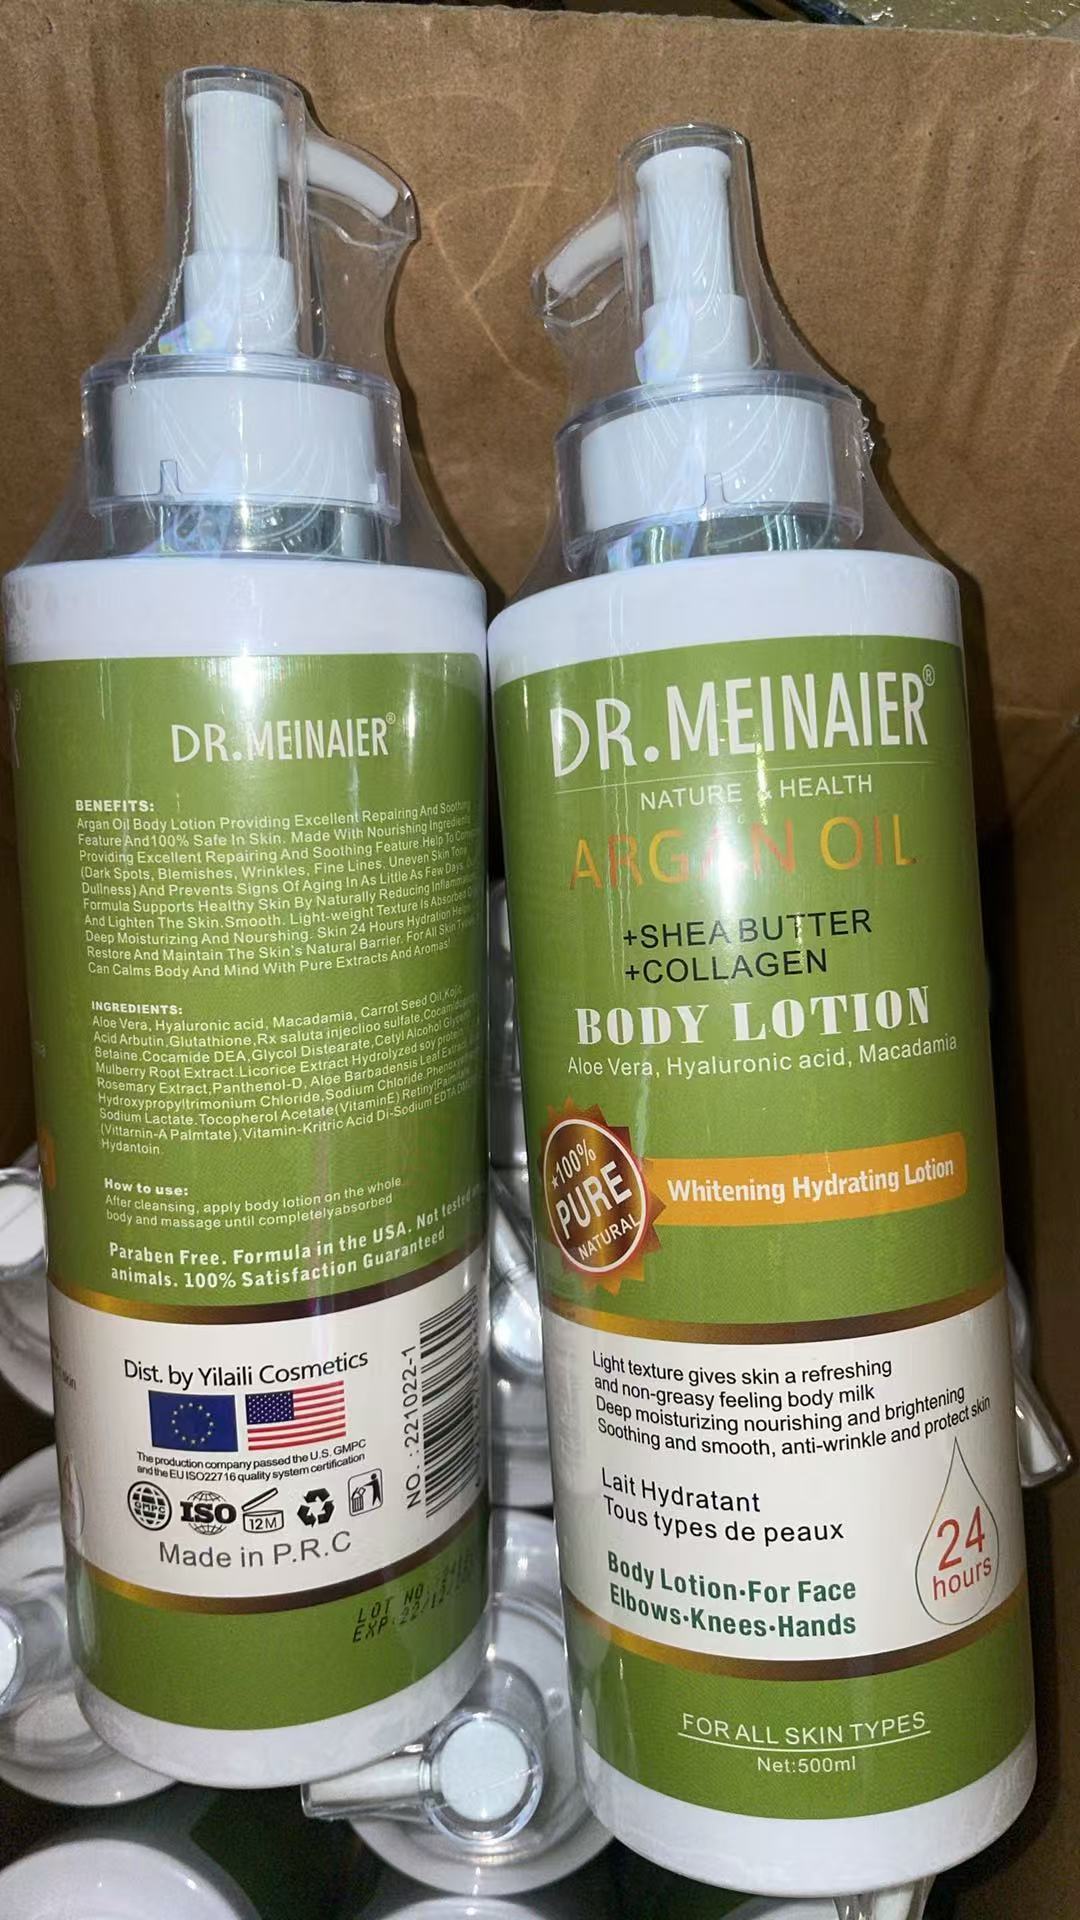 DR.MEINAIER®
BENEFITS:
Argan Oil Body Lotion Providing Excellent Repairing And Soothing
Feature And100% Safe In Skin. Made With Nourishing Ingredients
Providing Excellent Repairing And Soothing Feature Help To
(Dark Spots, Blemishes, Wrinkles, Fine Lines, Uneven Skin Tone
Dullness) And Prevents Signs Of Aging In As Little As Few Days.
Formula Supports Healthy Skin By Naturally Reducing
And Lighten The Skin.Smooth. Light-weight Texture Is Absorbed
Deep Moisturizing And Nourshing. Skin 24 Hours Hydration
Restore And Maintain The Skin's Natural Barrier. For All Skin
Can Calms Body And Mind With Pure Extracts And Aromas!
INGREDIENTS:
Aloe Vera, Hyaluronic acid, Macadamia, Carrot Seed Oil,Kojic
Acid Arbutin,Glutathione,Rx saluta injectlioo sulfate,
Betaine.Cocamide DEA,Glycol Distearate,Cetyl Alcohol
Mulberry Root Extract.Licorice Extract Hydrolyzed soy
Rosemary Extract,Panthenol-D, Aloe Barbadensis Leaf Extract
Hydroxypropyltrimonium Chloride.Sodium Chloride.
Sodium Lactate.Tocopherol Acetate(VitaminE)
(Vittarnin-A Palmtate),Vitamin-Kritric Acid Di-Sodium EDTA
Hydantoin.
How to use:
After cleansing, apply body lotion on the whole
body and massage until completelyabsorbed
Paraben Free. Formula in the USA. Not tested
animals. 100% Satisfaction Guaranteed
Dist. by Yilaili Cosmetics
The production company passed the U.S. GMPC
and the EU ISO22716 quality system certification
GMPC ISO 12M
Made in P.R.C
NO.:221022-1
LOT NO
EXP:
DR.MEINAIER®
NATURE & HEALTH
ARGAN OIL
+SHEA BUTTER
+COLLAGEN
BODY LOTION
Aloe Vera, Hyaluronic acid, Macadamia
*100%
PURE
NATURAL
Whitening Hydrating Lotion
Light texture gives skin a refreshing
and non-greasy feeling body milk
Deep moisturizing nourishing and brightening
Soothing and smooth, anti-wrinkle and protect skin
Lait Hydratant
Tous types de peaux
24
hours
Body Lotion·For Face
Elbows·Knees·Hands
FOR ALL SKIN TYPES
Net:500ml